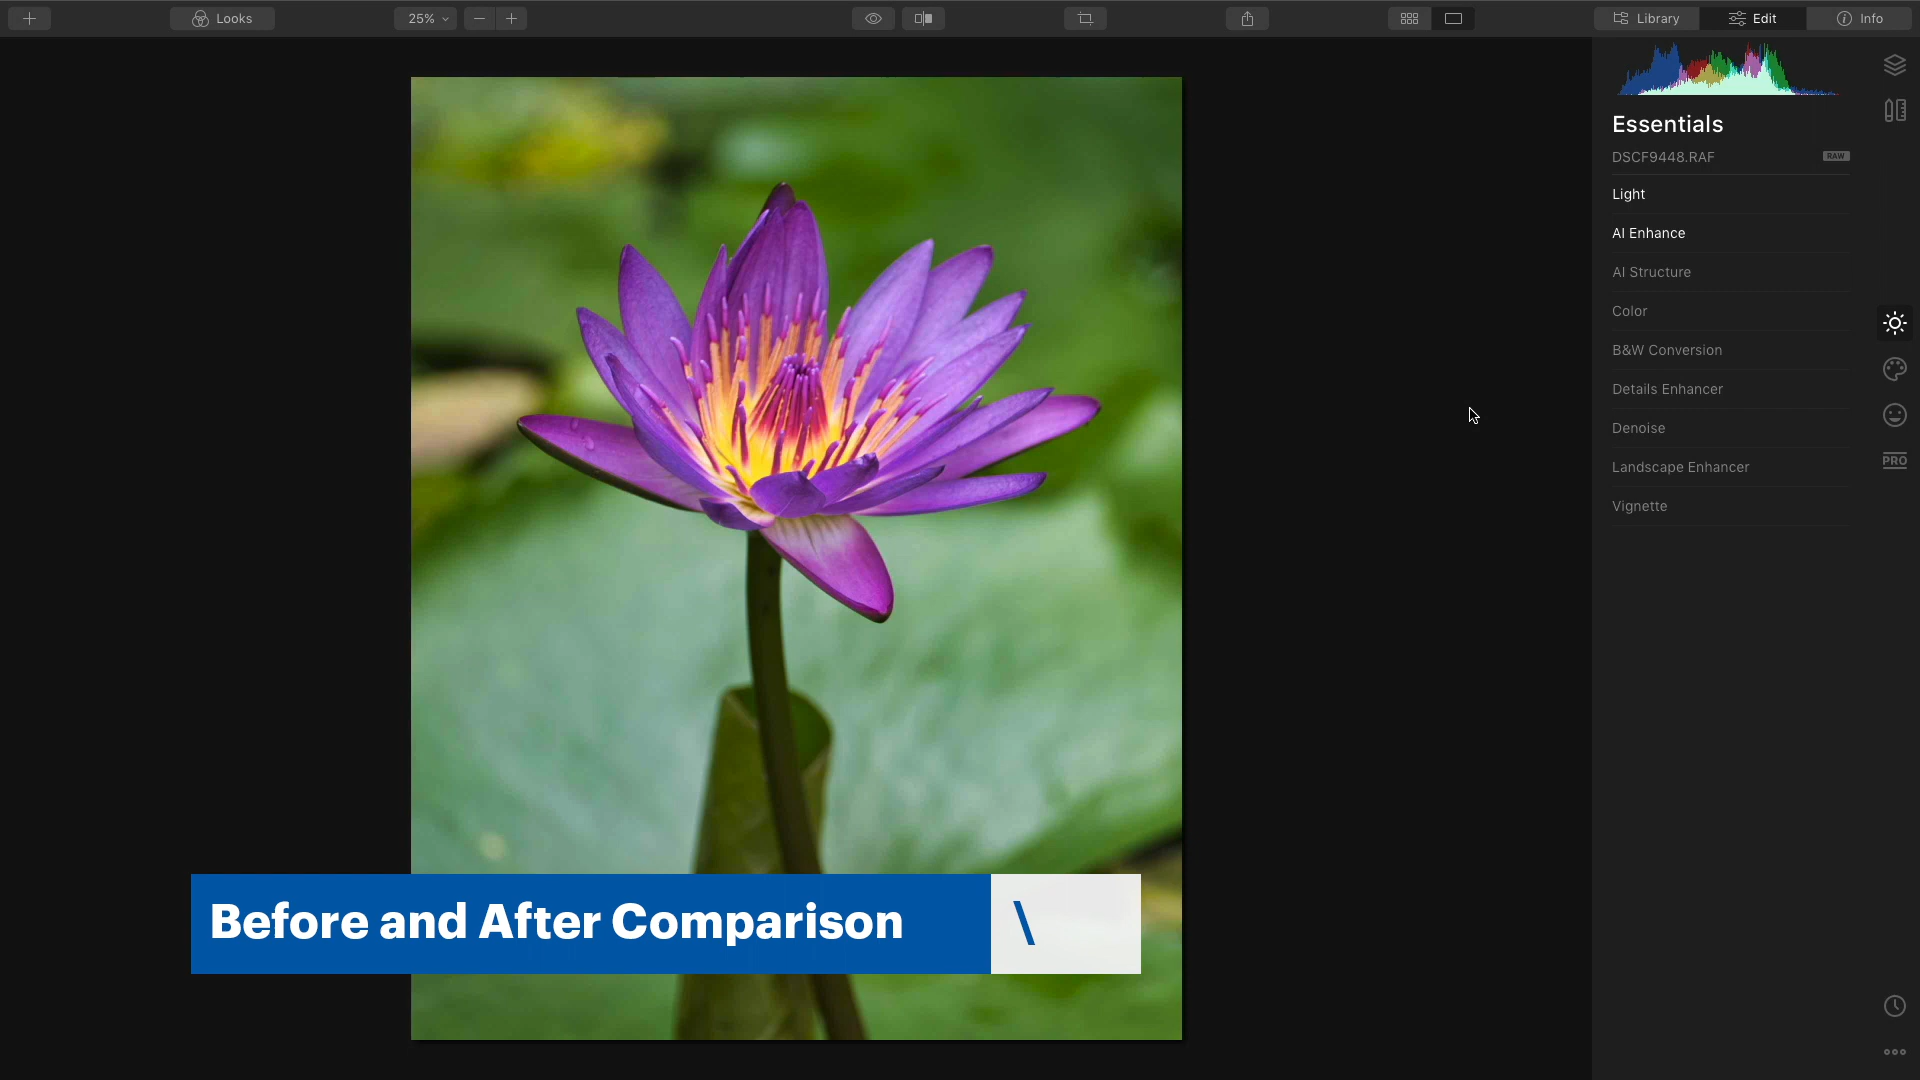 Looks
25%
Library
Edit
Info
Essentials
DSCF9448.RAF
RAW
Light
AI Enhance
AI Structure
Color
B&W Conversion
Details Enhancer
Denoise
Landscape Enhancer
Vignette
PRO
Before and After Comparison
\